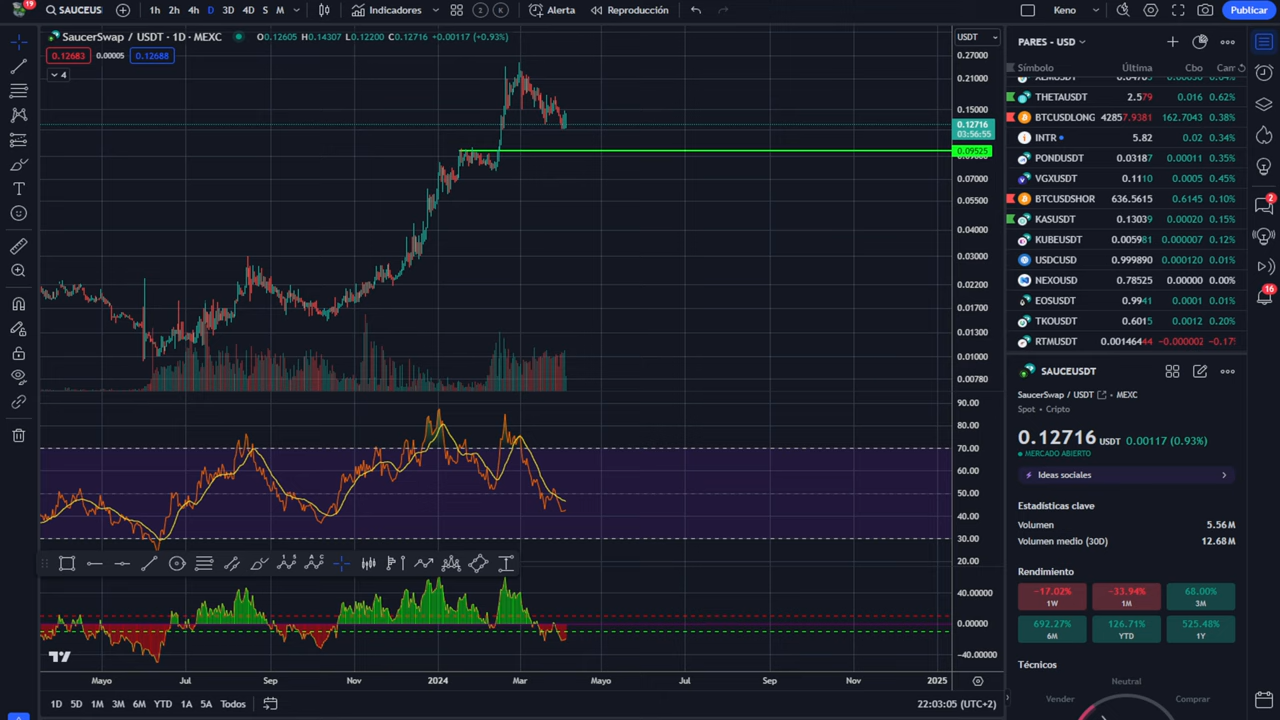 19
SAUCEUS
1h 2h 4h D 3D 4D S M
Indicadores
2 K
Alerta
Reproducción
Keno
Publicar
SaucerSwap / USDT · 1D · MEXC O0.12605 H0.14307 L0.12200 C0.12716 +0.00117 (+0.93%)
0.12683 0.00005 0.12688
4
USDT
0.27000
0.21000
0.15000
0.12716
03:56:55
0.09525
0.07000
0.05500
0.04000
0.03000
0.02200
0.01700
0.01300
0.01000
0.00780
90.00
80.00
70.00
60.00
50.00
40.00
30.00
20.00
40.00000
0.00000
−40.00000
Mayo Jul Sep Nov 2024 Mar Mayo Jul Sep Nov 2025
1D 5D 1M 3M 6M YTD 1A 5A Todos
22:03:05 (UTC+2)
PARES - USD
Símbolo Última Cbo
THETAUSDT 2.579 0.016 0.62%
BTCUSDLONG 42857.9381 162.7043 0.38%
INTR 5.82 0.02 0.34%
PONDUSDT 0.03187 0.00011 0.35%
VGXUSDT 0.1110 0.0005 0.45%
BTCUSDSHOR 636.5615 0.6145 0.10%
KASUSDT 0.13039 0.00020 0.15%
KUBEUSDT 0.005981 0.000007 0.12%
USDCUSD 0.999890 0.000120 0.01%
NEXOUSD 0.78525 0.00000 0.00%
EOSUSDT 0.9941 0.0001 0.01%
TKOUSDT 0.6015 0.0012 0.20%
RTMUSDT 0.00146444
SAUCEUSDT
SaucerSwap / USDT • MEXC
Spot • Cripto
0.12716 USDT 0.00117 (0.93%)
MERCADO ABIERTO
Ideas sociales
Estadísticas clave
Volumen 5.56 M
Volumen medio (30D) 12.68 M
Rendimiento
−17.02% −33.94% 68.00%
1W 1M 3M
692.27% 126.71% 525.48%
6M YTD 1Y
Técnicos
Neutral
Vender Comprar
2
16